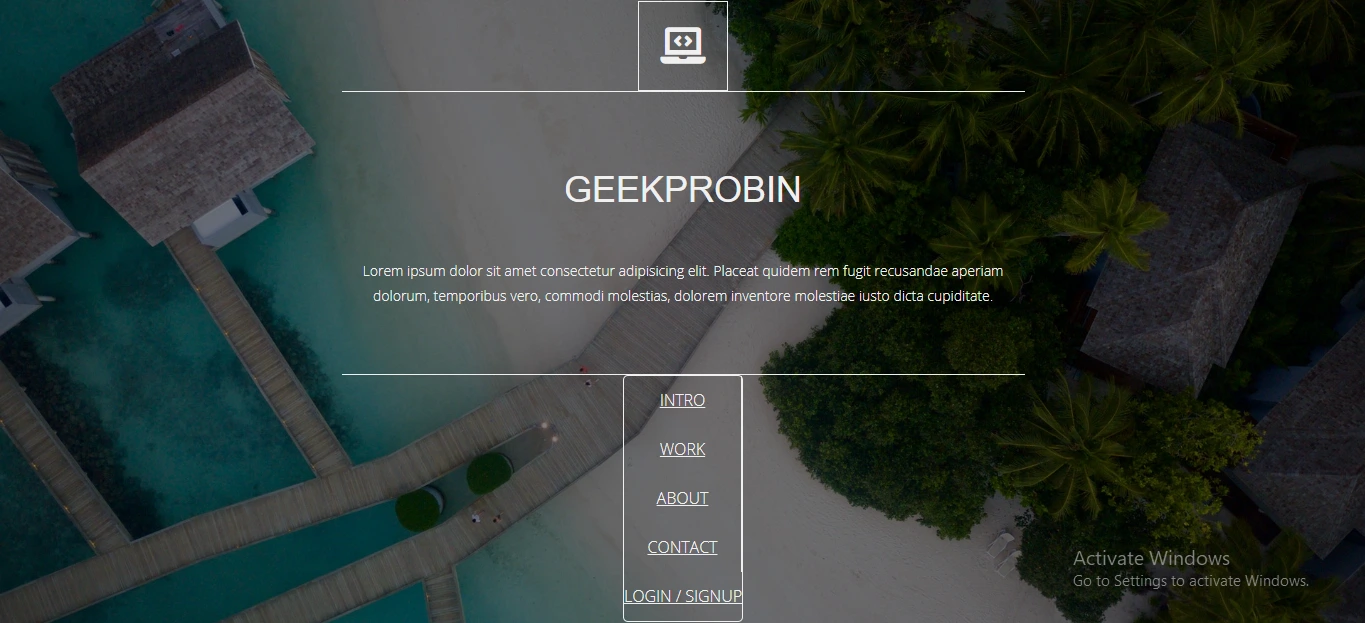 GEEKPROBIN
Lorem ipsum dolor sit amet consectetur adipisicing elit. Placeat quidem rem fugit recusandae aperiam
dolorum, temporibus vero, commodi molestias, dolorem inventore molestiae iusto dicta cupiditate.
INTRO
WORK
ABOUT
CONTACT
LOGIN / SIGNUP
Activate Windows
Go to Settings to activate Windows.